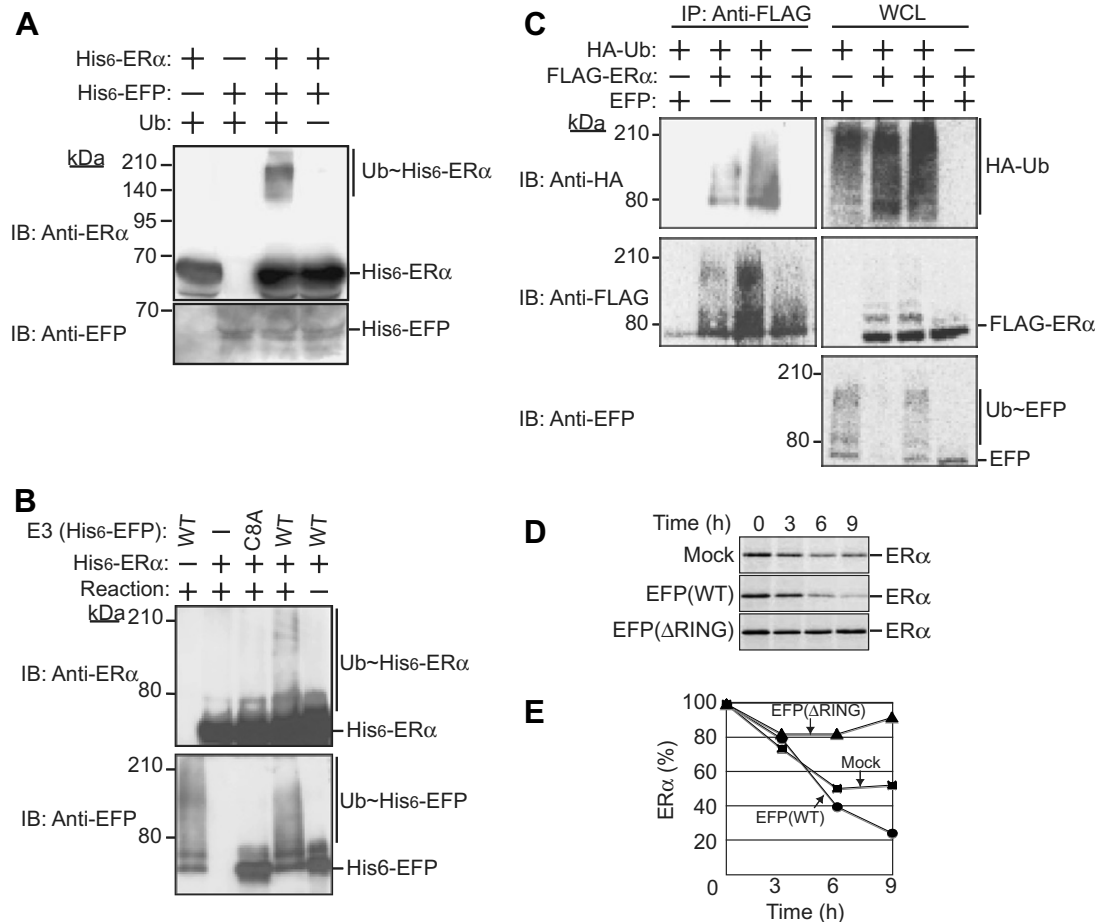 A
His6-ERα: + − + +
His6-EFP: − + + +
Ub: + + + −
kDa
210
140
95
70
IB: Anti-ERα
Ub~His6-ERα
His6-ERα
70
IB: Anti-EFP
His6-EFP
B
E3 (His6-EFP): WT − C8A WT WT
His6-ERα: − + + + +
Reaction: + + + + −
kDa
210
80
IB: Anti-ERα
Ub~His6-ERα
His6-ERα
210
80
IB: Anti-EFP
Ub~His6-EFP
His6-EFP
C
IP: Anti-FLAG WCL
HA-Ub: + + + − + + + −
FLAG-ERα: − + + + − + + +
EFP: + − + + + − + +
kDa
210
80
IB: Anti-HA
HA-Ub
210
80
IB: Anti-FLAG
FLAG-ERα
210
80
IB: Anti-EFP
Ub~EFP
EFP
D
Time (h) 0 3 6 9
Mock ERα
EFP(WT) ERα
EFP(ΔRING) ERα
E
100
80
60
40
20
0
ERα (%)
EFP(ΔRING)
Mock
EFP(WT)
3 6 9
Time (h)